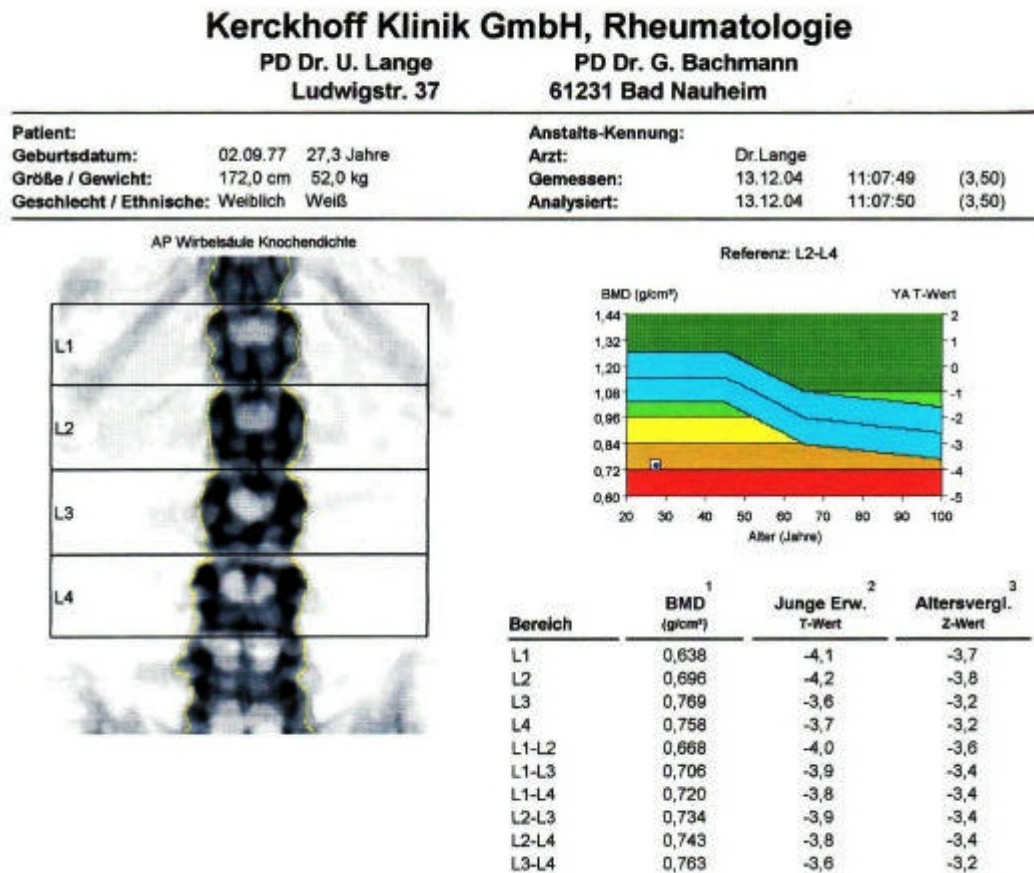 Kerckhoff Klinik GmbH, Rheumatologie
PD Dr. U. Lange PD Dr. G. Bachmann
Ludwigstr. 37 61231 Bad Nauheim
Patient: Anstalts-Kennung:
Geburtsdatum: 02.09.77 27,3 Jahre Arzt: Dr.Lange
Größe / Gewicht: 172,0 cm 52,0 kg Gemessen: 13.12.04 11:07:49 (3,50)
Geschlecht / Ethnische: Weiblich Weiß Analysiert: 13.12.04 11:07:50 (3,50)
AP Wirbelsäule Knochendichte
L1
L2
L3
L4
Referenz: L2-L4
BMD (g/cm²) YA T-Wert
1,44 2
1,32 1
1,20 0
1,08 -1
0,96 -2
0,84 -3
0,72 -4
0,60 -5
20 30 40 50 60 70 80 90 100
Alter (Jahre)
1 2 3
BMD Junge Erw. Altersvergl.
Bereich (g/cm²) T-Wert Z-Wert
L1 0,638 -4,1 -3,7
L2 0,696 -4,2 -3,8
L3 0,769 -3,6 -3,2
L4 0,758 -3,7 -3,2
L1-L2 0,668 -4,0 -3,6
L1-L3 0,706 -3,9 -3,4
L1-L4 0,720 -3,8 -3,4
L2-L3 0,734 -3,9 -3,4
L2-L4 0,743 -3,8 -3,4
L3-L4 0,763 -3,6 -3,2